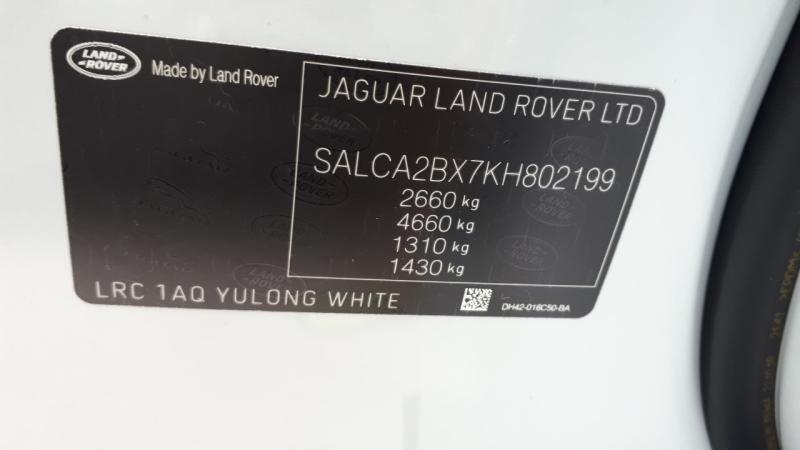 LAND
ROVER
Made by Land Rover
JAGUAR LAND ROVER LTD
SALCA2BX7KH802199
2660 kg
4660 kg
1310 kg
1430 kg
LRC 1AQ YULONG WHITE
DH42-016C50-BA